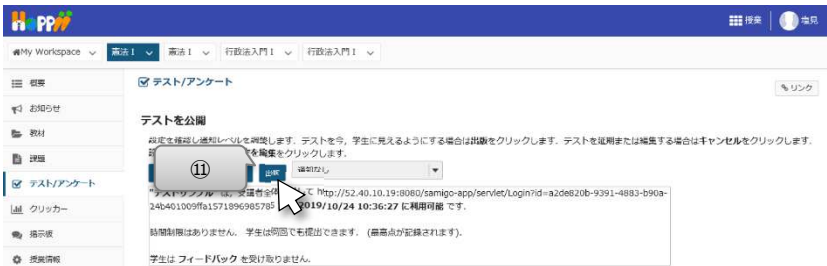 HoPPii
授業 塩見
My Workspace 憲法 I 憲法 I 行政法入門 I 行政法入門 I
概要
テスト/アンケート
リンク
お知らせ
テストを公開
教材
設定を確認し通知レベルを調整します. テストを今, 学生に見えるようにする場合は出版をクリックします. テストを延期または編集する場合はキャンセルをクリックします.
課題
を編集をクリックします.
⑪
出版 通知なし
テスト/アンケート
は, 受講者全体 して http://52.40.10.19:8080/samigo-app/servlet/Login?id=a2de820b-9391-4883-b90a-
クリッカー
24b401009ffa1571896985785 2019/10/24 10:36:27 に利用可能 です.
掲示板
時間制限はありません. 学生は何回でも提出できます. (最高点が記録されます).
授業情報
学生は フィードバック を受け取りません.